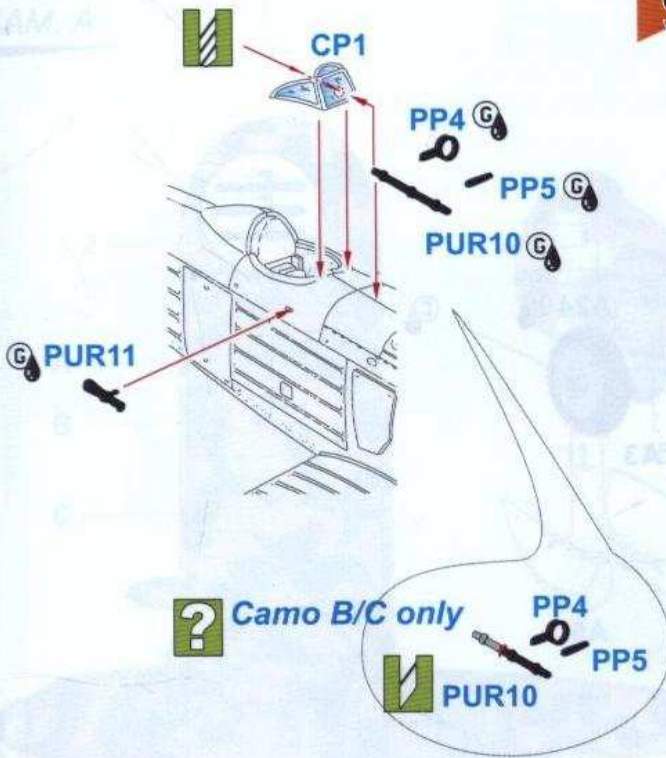 CP1
PP4 G
PP5 G
PUR10 G
G PUR11
? Camo B/C only
PP4
PP5
PUR10